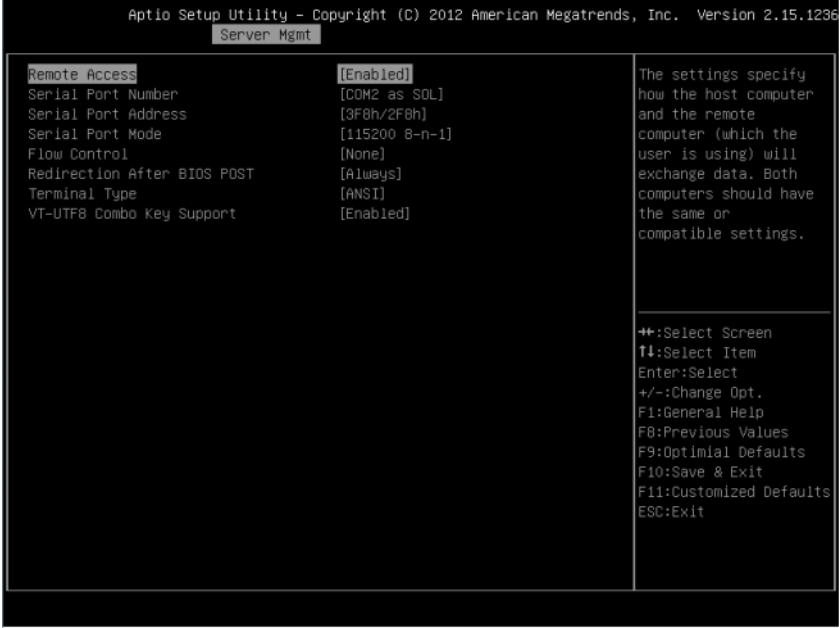 Aptio Setup Utility – Copyright (C) 2012 American Megatrends, Inc. Version 2.15.1236
Server Mgmt
Remote Access [Enabled]
Serial Port Number [COM2 as SOL]
Serial Port Address [3F8h/2F8h]
Serial Port Mode [115200 8-n-1]
Flow Control [None]
Redirection After BIOS POST [Always]
Terminal Type [ANSI]
VT-UTF8 Combo Key Support [Enabled]
The settings specify
how the host computer
and the remote
computer (which the
user is using) will
exchange data. Both
computers should have
the same or
compatible settings.
→←:Select Screen
↑↓:Select Item
Enter:Select
+/-:Change Opt.
F1:General Help
F8:Previous Values
F9:Optimial Defaults
F10:Save & Exit
F11:Customized Defaults
ESC:Exit